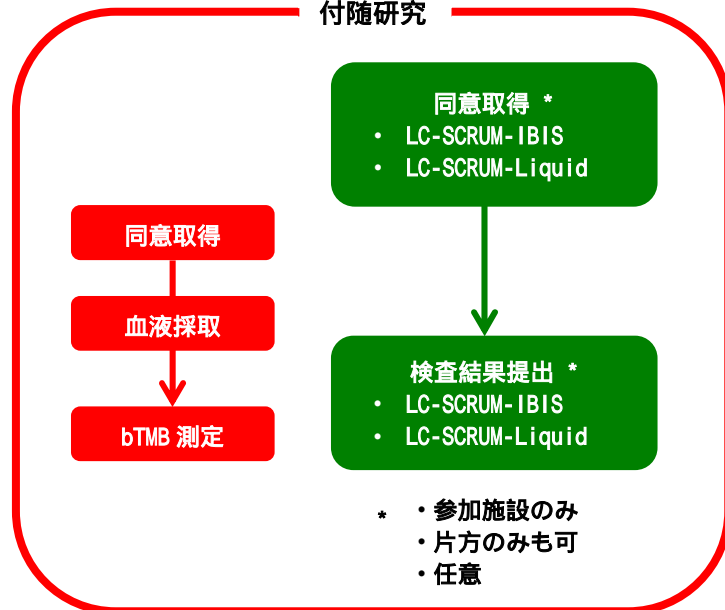 付随研究
同意取得
血液採取
bTMB 測定
同意取得 *
・ LC-SCRUM-IBIS
・ LC-SCRUM-Liquid
検査結果提出 *
・ LC-SCRUM-IBIS
・ LC-SCRUM-Liquid
* ・参加施設のみ
・片方のみも可
・任意